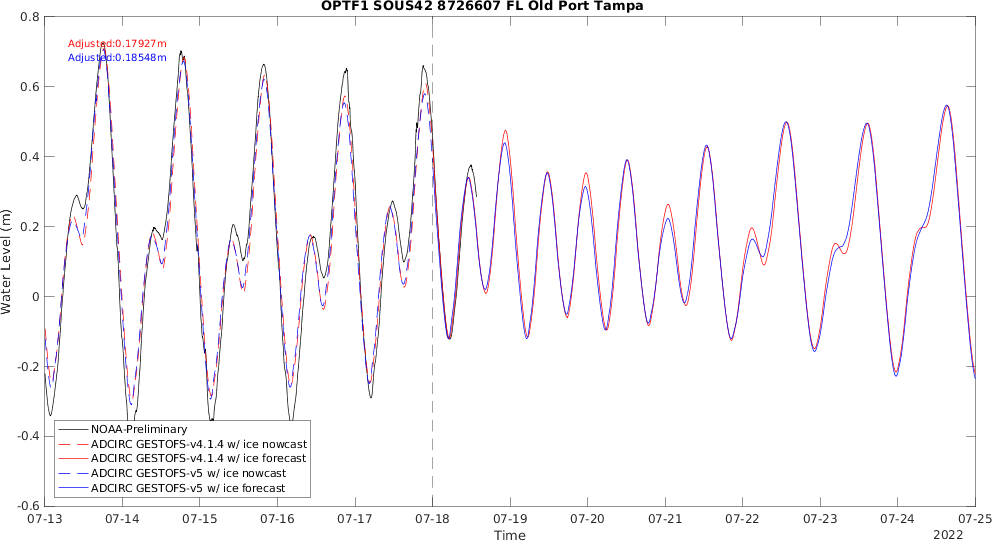 OPTF1 SOUS42 8726607 FL Old Port Tampa
Adjusted:0.17927m
Adjusted:0.18548m
0.8
0.6
0.4
0.2
0
-0.2
-0.4
-0.6
Water Level (m)
NOAA-Preliminary
ADCIRC GESTOFS-v4.1.4 w/ ice nowcast
ADCIRC GESTOFS-v4.1.4 w/ ice forecast
ADCIRC GESTOFS-v5 w/ ice nowcast
ADCIRC GESTOFS-v5 w/ ice forecast
07-13 07-14 07-15 07-16 07-17 07-18 07-19 07-20 07-21 07-22 07-23 07-24 07-25
Time
2022